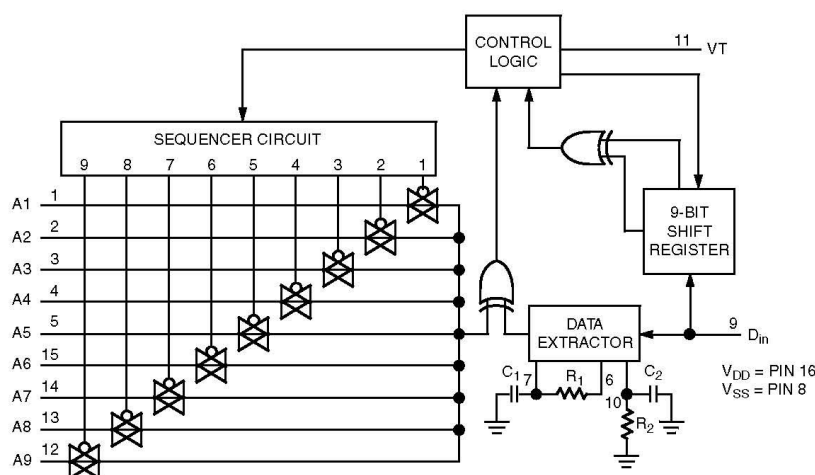 CONTROL
LOGIC
11
VT
SEQUENCER CIRCUIT
9 8 7 6 5 4 3 2 1
A1 1
A2 2
A3 3
A4 4
A5 5
A6 15
A7 14
A8 13
A9 12
9-BIT
SHIFT
REGISTER
DATA
EXTRACTOR
9
Din
C1 7 R1 6 C2
10
R2
VDD = PIN 16
VSS = PIN 8